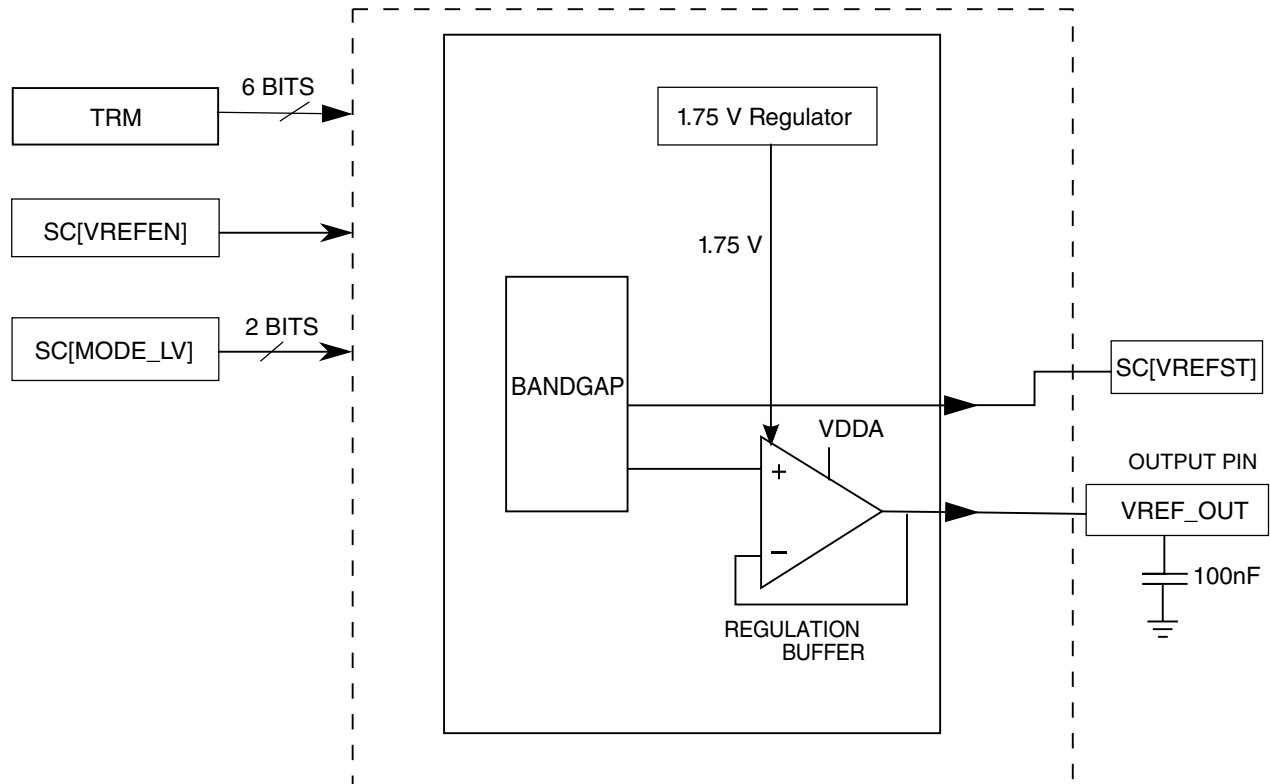 6 BITS
TRM
1.75 V Regulator
SC[VREFEN]
1.75 V
2 BITS
SC[MODE_LV]
SC[VREFST]
BANDGAP
VDDA
OUTPUT PIN
+
VREF_OUT
−
100nF
REGULATION
BUFFER